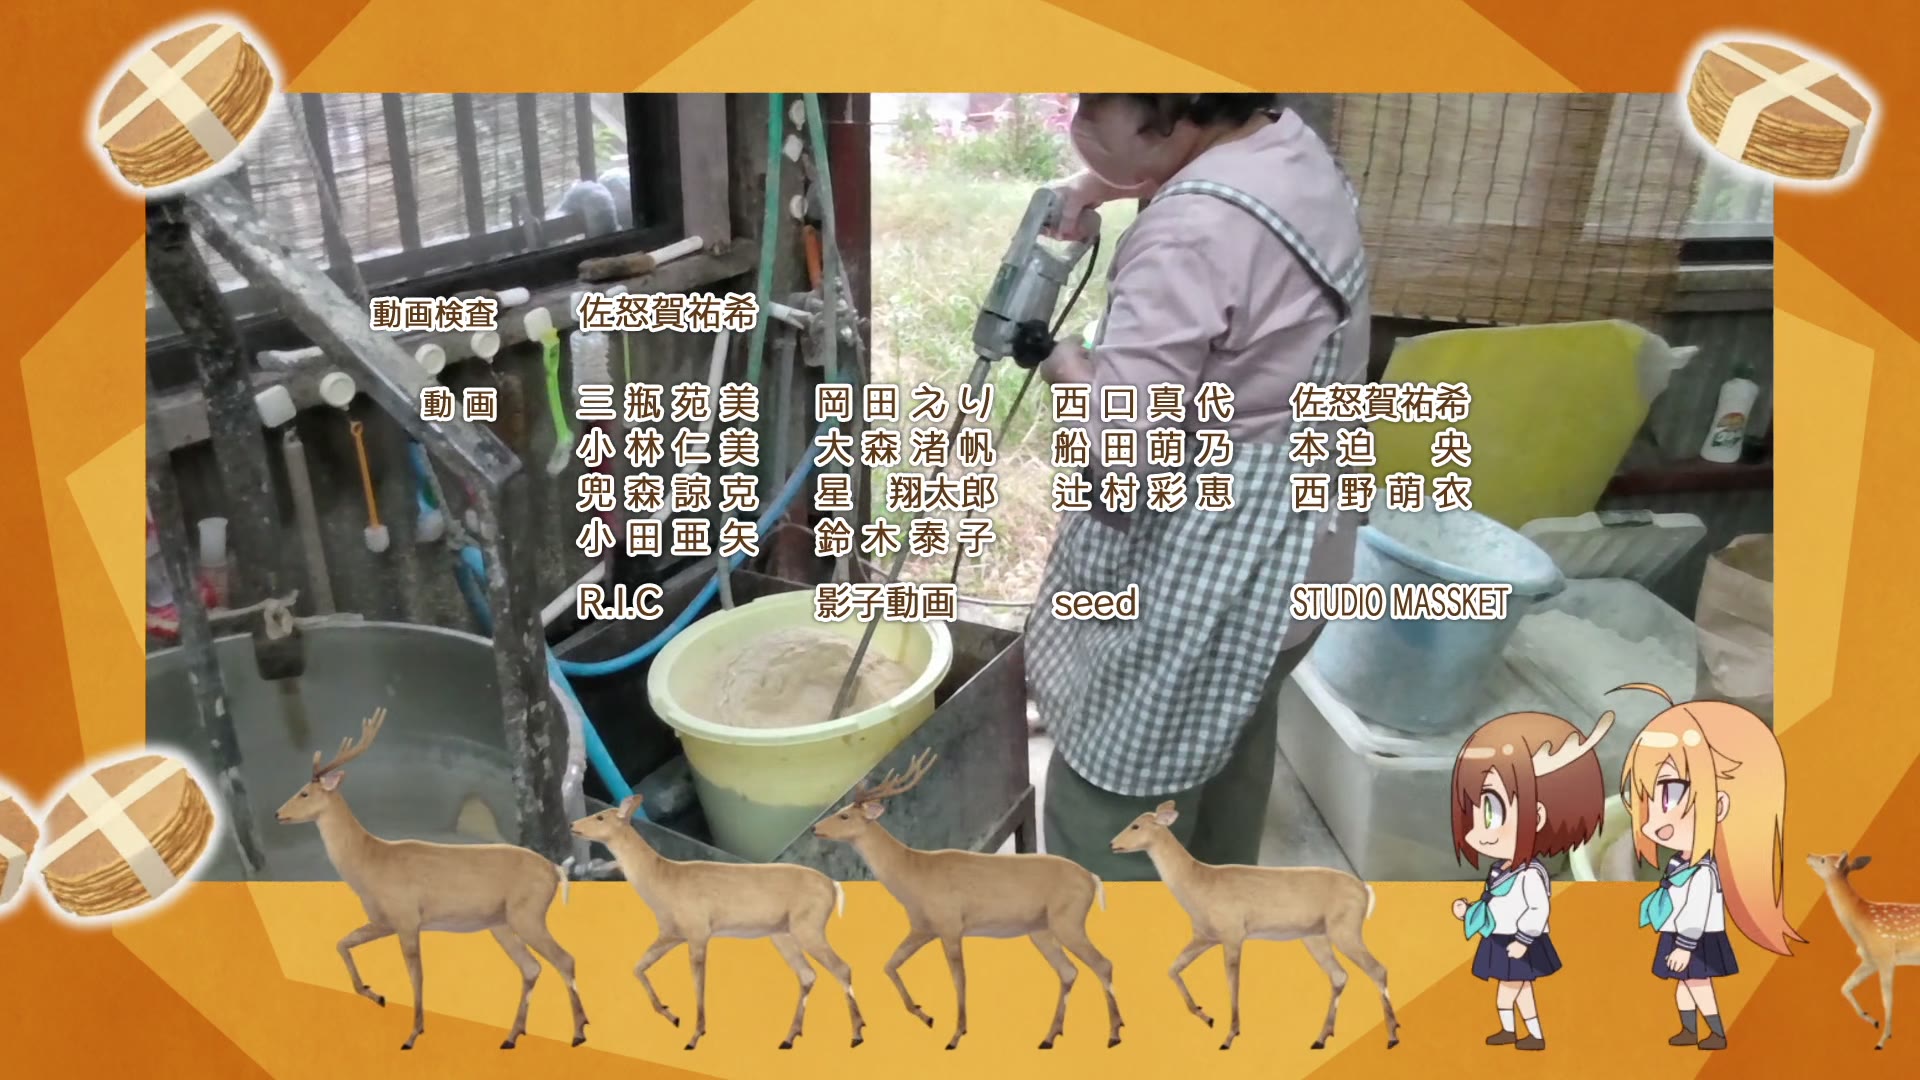 動画検査 佐怒賀祐希
動画 三瓶苑美 岡田えり 西口真代 佐怒賀祐希
小林仁美 大森渚帆 船田萌乃 本迫 央
兜森諒克 星 翔太郎 辻村彩恵 西野萌衣
小田亜矢 鈴木泰子
R.I.C 影子動画 seed STUDIO MASSKET